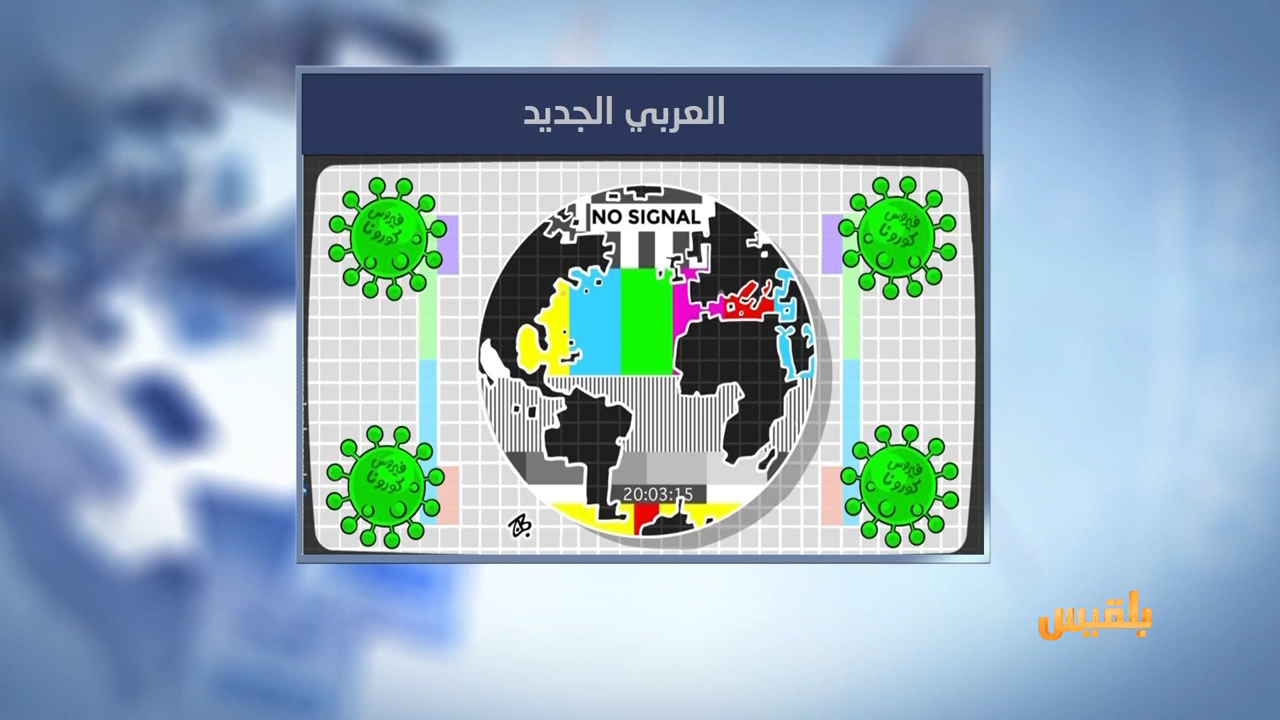 العربي الجديد
فيروس
كورونا
فيروس
كورونا
NO SIGNAL
فيروس
كورونا
فيروس
كورونا
20:03:15
بلقيس